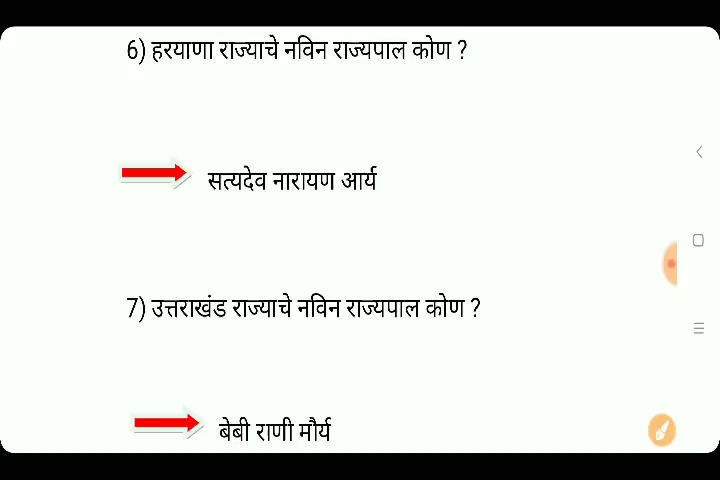 6) हरयाणा राज्याचे नविन राज्यपाल कोण ?
सत्यदेव नारायण आर्य
7) उत्तराखंड राज्याचे नविन राज्यपाल कोण ?
बेबी राणी मौर्य